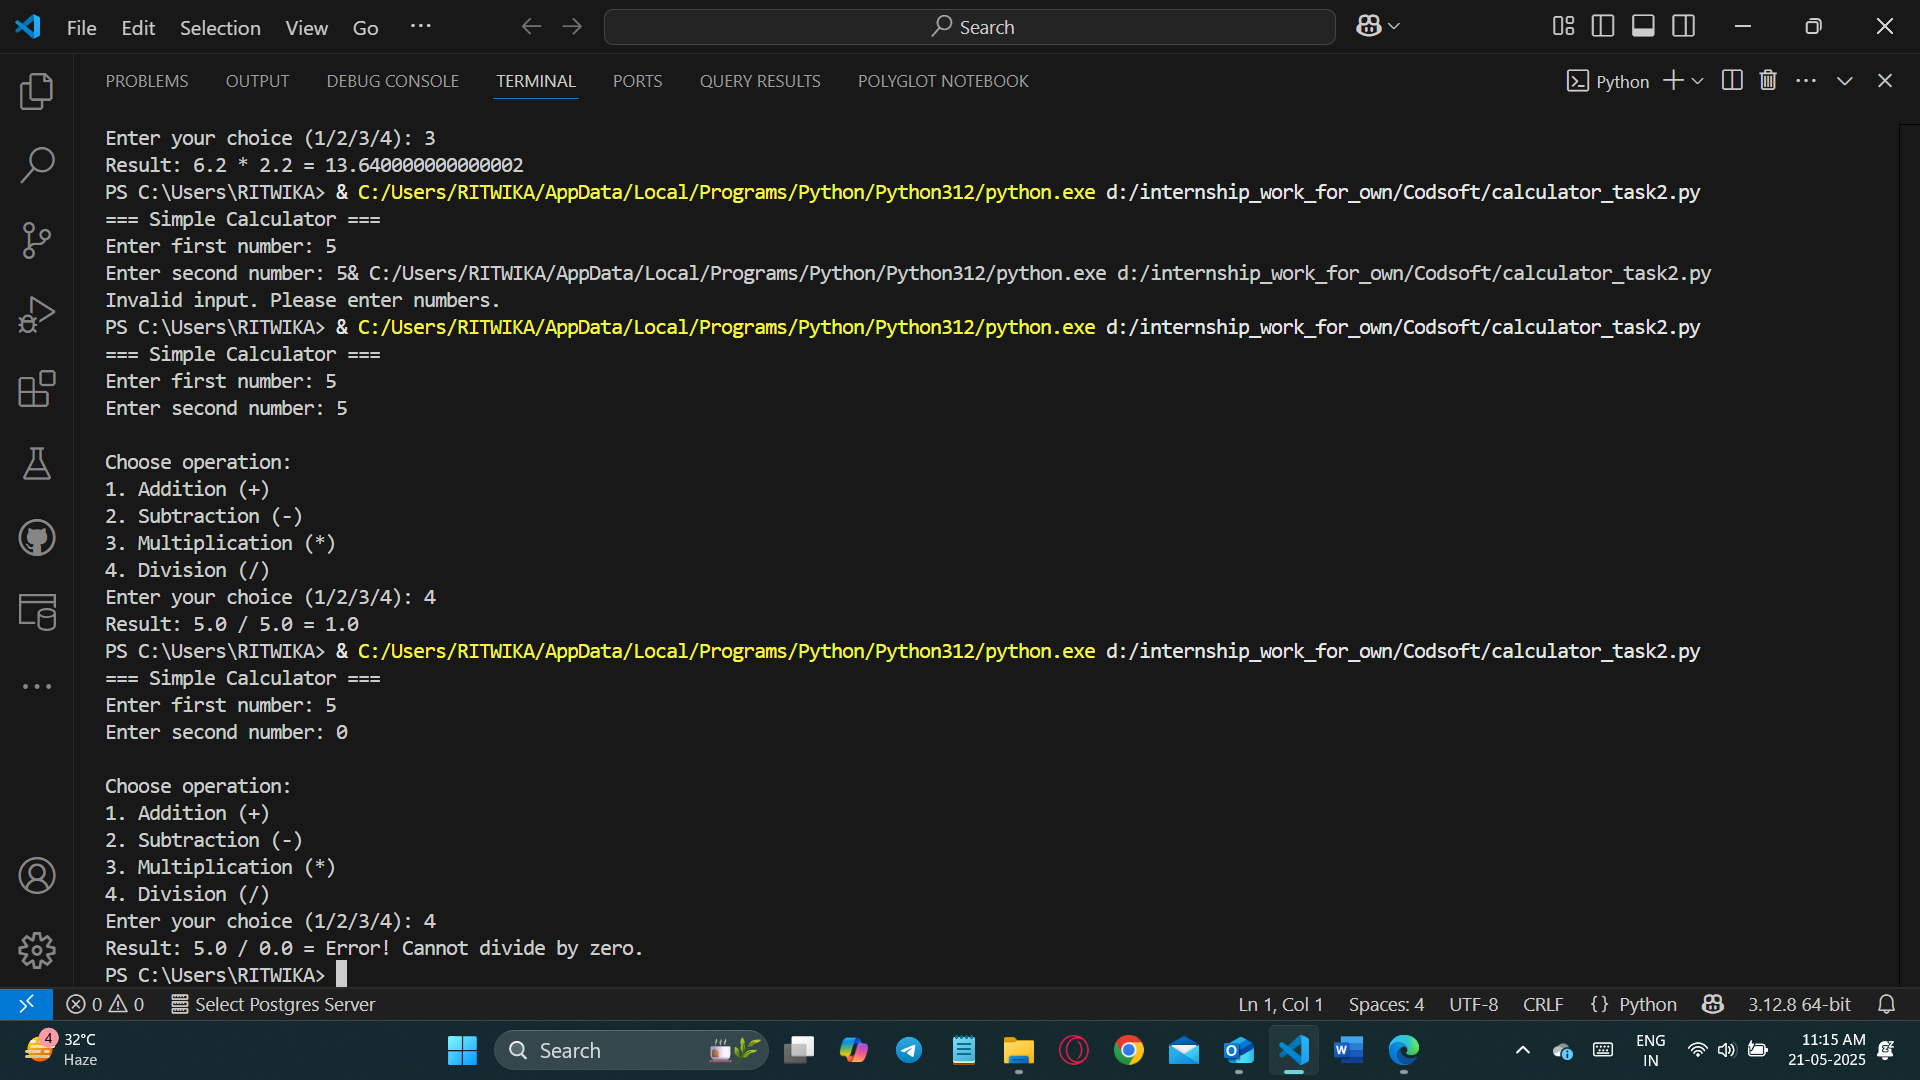 File Edit Selection View Go ...
Search
PROBLEMS OUTPUT DEBUG CONSOLE TERMINAL PORTS QUERY RESULTS POLYGLOT NOTEBOOK
Python
Enter your choice (1/2/3/4): 3
Result: 6.2 * 2.2 = 13.640000000000002
PS C:\Users\RITWIKA> & C:/Users/RITWIKA/AppData/Local/Programs/Python/Python312/python.exe d:/internship_work_for_own/Codsoft/calculator_task2.py
=== Simple Calculator ===
Enter first number: 5
Enter second number: 5& C:/Users/RITWIKA/AppData/Local/Programs/Python/Python312/python.exe d:/internship_work_for_own/Codsoft/calculator_task2.py
Invalid input. Please enter numbers.
PS C:\Users\RITWIKA> & C:/Users/RITWIKA/AppData/Local/Programs/Python/Python312/python.exe d:/internship_work_for_own/Codsoft/calculator_task2.py
=== Simple Calculator ===
Enter first number: 5
Enter second number: 5
Choose operation:
1. Addition (+)
2. Subtraction (-)
3. Multiplication (*)
4. Division (/)
Enter your choice (1/2/3/4): 4
Result: 5.0 / 5.0 = 1.0
PS C:\Users\RITWIKA> & C:/Users/RITWIKA/AppData/Local/Programs/Python/Python312/python.exe d:/internship_work_for_own/Codsoft/calculator_task2.py
=== Simple Calculator ===
Enter first number: 5
Enter second number: 0
Choose operation:
1. Addition (+)
2. Subtraction (-)
3. Multiplication (*)
4. Division (/)
Enter your choice (1/2/3/4): 4
Result: 5.0 / 0.0 = Error! Cannot divide by zero.
PS C:\Users\RITWIKA>
0 0 Select Postgres Server Ln 1, Col 1 Spaces: 4 UTF-8 CRLF {} Python 3.12.8 64-bit
4 32°C
Haze
Search
ENG
IN
11:15 AM
21-05-2025